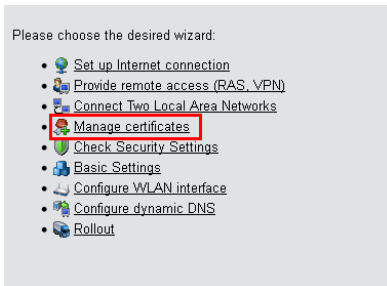 Please choose the desired wizard:
Set up Internet connection
Provide remote access (RAS, VPN)
Connect Two Local Area Networks
Manage certificates
Check Security Settings
Basic Settings
Configure WLAN interface
Configure dynamic DNS
Rollout